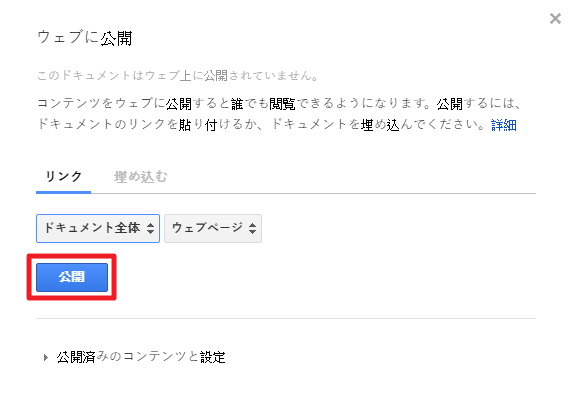 ウェブに公開
このドキュメントはウェブ上に公開されていません。
コンテンツをウェブに公開すると誰でも閲覧できるようになります。公開するには、
ドキュメントのリンクを貼り付けるか、ドキュメントを埋め込んでください。詳細
リンク 埋め込む
ドキュメント全体 ウェブページ
公開
公開済みのコンテンツと設定